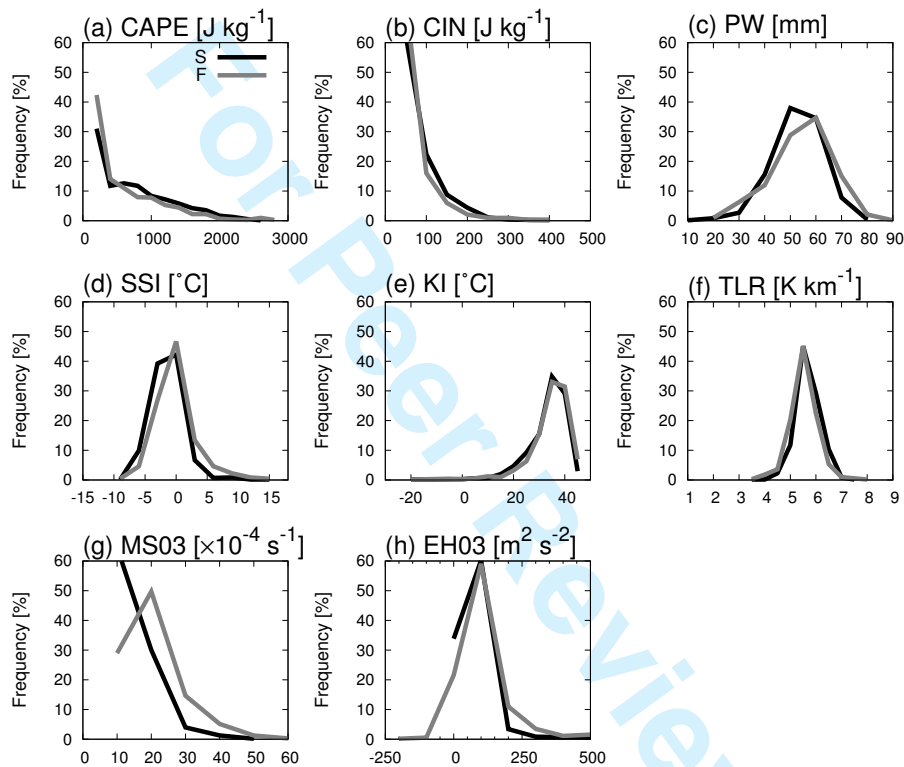 (a) CAPE [J kg⁻¹]
Frequency [%]
60
50
40
30
20
10
0
0 1000 2000 3000
S
F
(b) CIN [J kg⁻¹]
Frequency [%]
60
50
40
30
20
10
0
0 100 200 300 400 500
(c) PW [mm]
Frequency [%]
60
50
40
30
20
10
0
10 20 30 40 50 60 70 80 90
(d) SSI [˚C]
Frequency [%]
60
50
40
30
20
10
0
-15 -10 -5 0 5 10 15
(e) KI [˚C]
Frequency [%]
60
50
40
30
20
10
0
-20 0 20 40
(f) TLR [K km⁻¹]
Frequency [%]
60
50
40
30
20
10
0
1 2 3 4 5 6 7 8 9
(g) MS03 [×10⁻⁴ s⁻¹]
Frequency [%]
60
50
40
30
20
10
0
0 10 20 30 40 50 60
(h) EH03 [m² s⁻²]
Frequency [%]
60
50
40
30
20
10
0
-250 0 250 500
For Peer Review